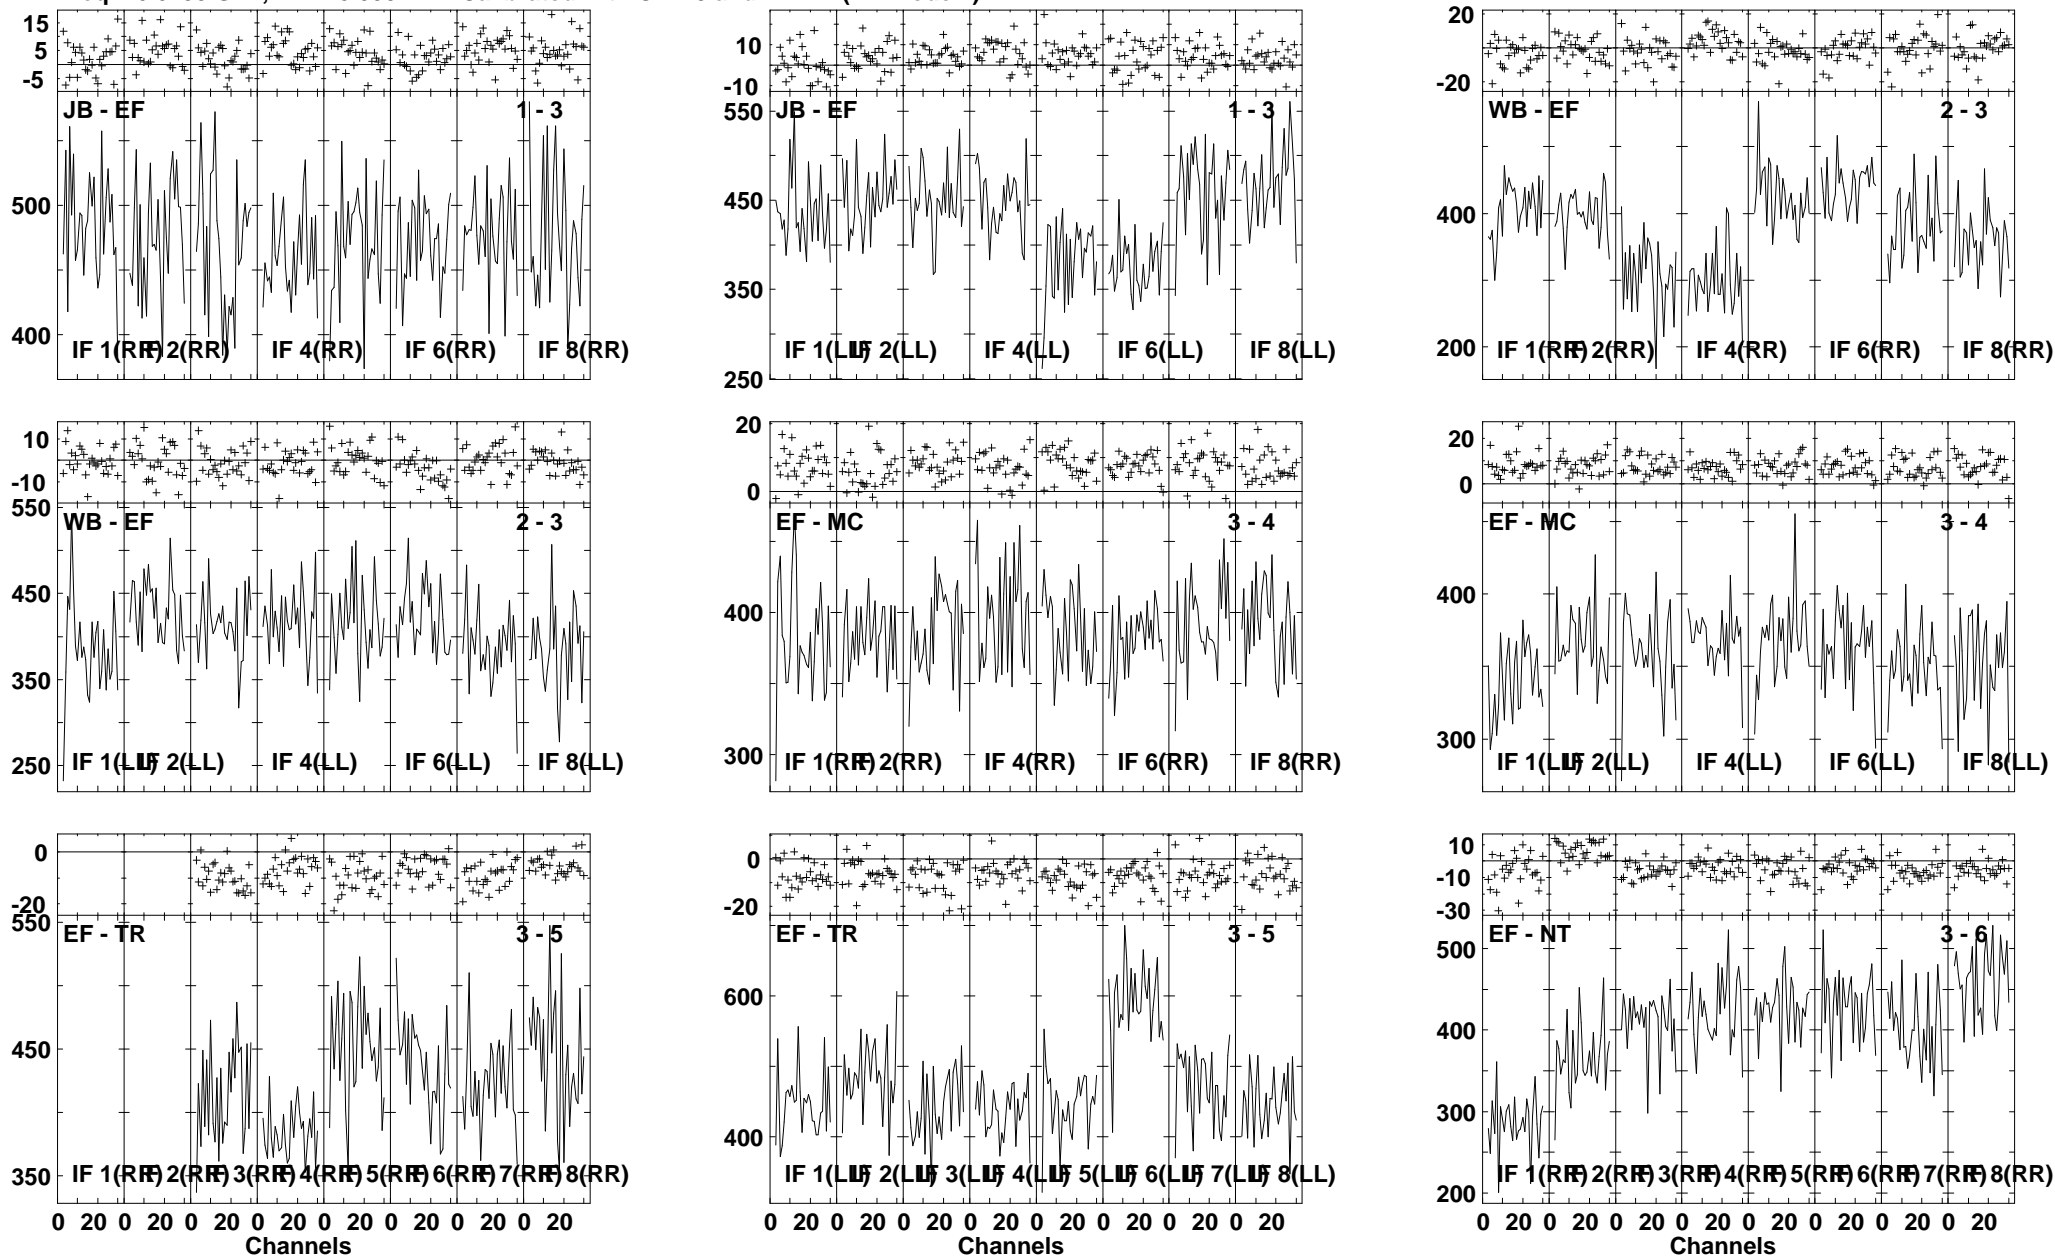 15
5
-5
JB - EF 1 - 3
500
400
IF 1(RR) IF 2(RR) IF 4(RR) IF 6(RR) IF 8(RR)
10
-10
550
JB - EF 1 - 3
450
350
IF 1(LL) IF 2(LL) IF 4(LL) IF 6(LL) IF 8(LL)
250
20
0
-20
WB - EF 2 - 3
400
200
IF 1(RR) IF 2(RR) IF 4(RR) IF 6(RR) IF 8(RR)
10
-10
550
WB - EF 2 - 3
450
350
250
IF 1(LL) IF 2(LL) IF 4(LL) IF 6(LL) IF 8(LL)
20
0
EF - MC 3 - 4
400
300
IF 1(RR) IF 2(RR) IF 4(RR) IF 6(RR) IF 8(RR)
20
0
EF - MC 3 - 4
400
300
IF 1(LL) IF 2(LL) IF 4(LL) IF 6(LL) IF 8(LL)
0
-20
550
EF - TR 3 - 5
450
350
IF 1(RR) IF 2(RR) IF 3(RR) IF 4(RR) IF 5(RR) IF 6(RR) IF 7(RR) IF 8(RR)
0 20 0 20 0 20 0 20 0 20 0 20 0 20 0 20
Channels
0
-20
EF - TR 3 - 5
600
400
IF 1(LL) IF 2(LL) IF 3(LL) IF 4(LL) IF 5(LL) IF 6(LL) IF 7(LL) IF 8(LL)
0 20 0 20 0 20 0 20 0 20 0 20 0 20 0 20
Channels
10
-10
-30
EF - NT 3 - 6
500
400
300
200
IF 1(RR) IF 2(RR) IF 3(RR) IF 4(RR) IF 5(RR) IF 6(RR) IF 7(RR) IF 8(RR)
0 20 0 20 0 20 0 20 0 20 0 20 0 20 0 20
Channels